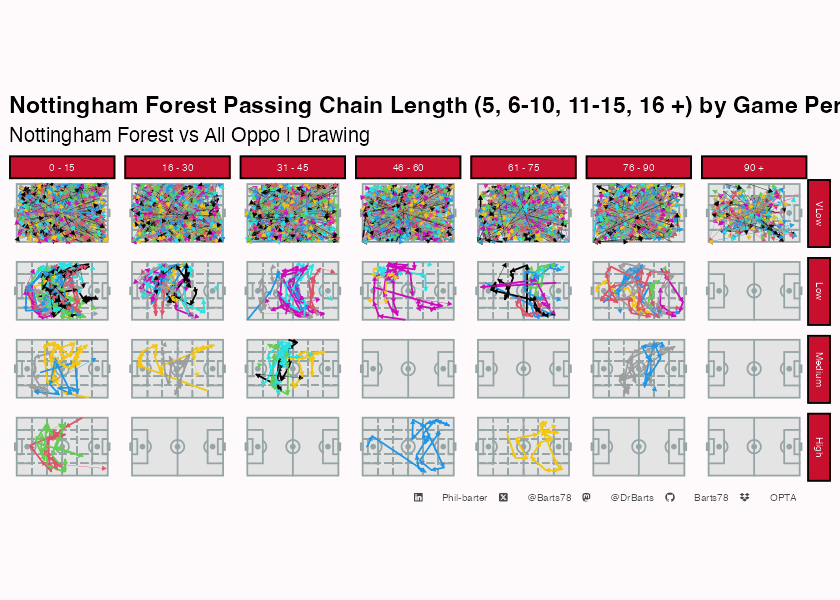 Nottingham Forest Passing Chain Length (5, 6-10, 11-15, 16 +) by Game Per
Nottingham Forest vs All Oppo | Drawing
0 - 15 16 - 30 31 - 45 46 - 60 61 - 75 76 - 90 90 +
VLow
Low
Medium
High
Phil-barter @Barts78 @DrBarts Barts78 OPTA